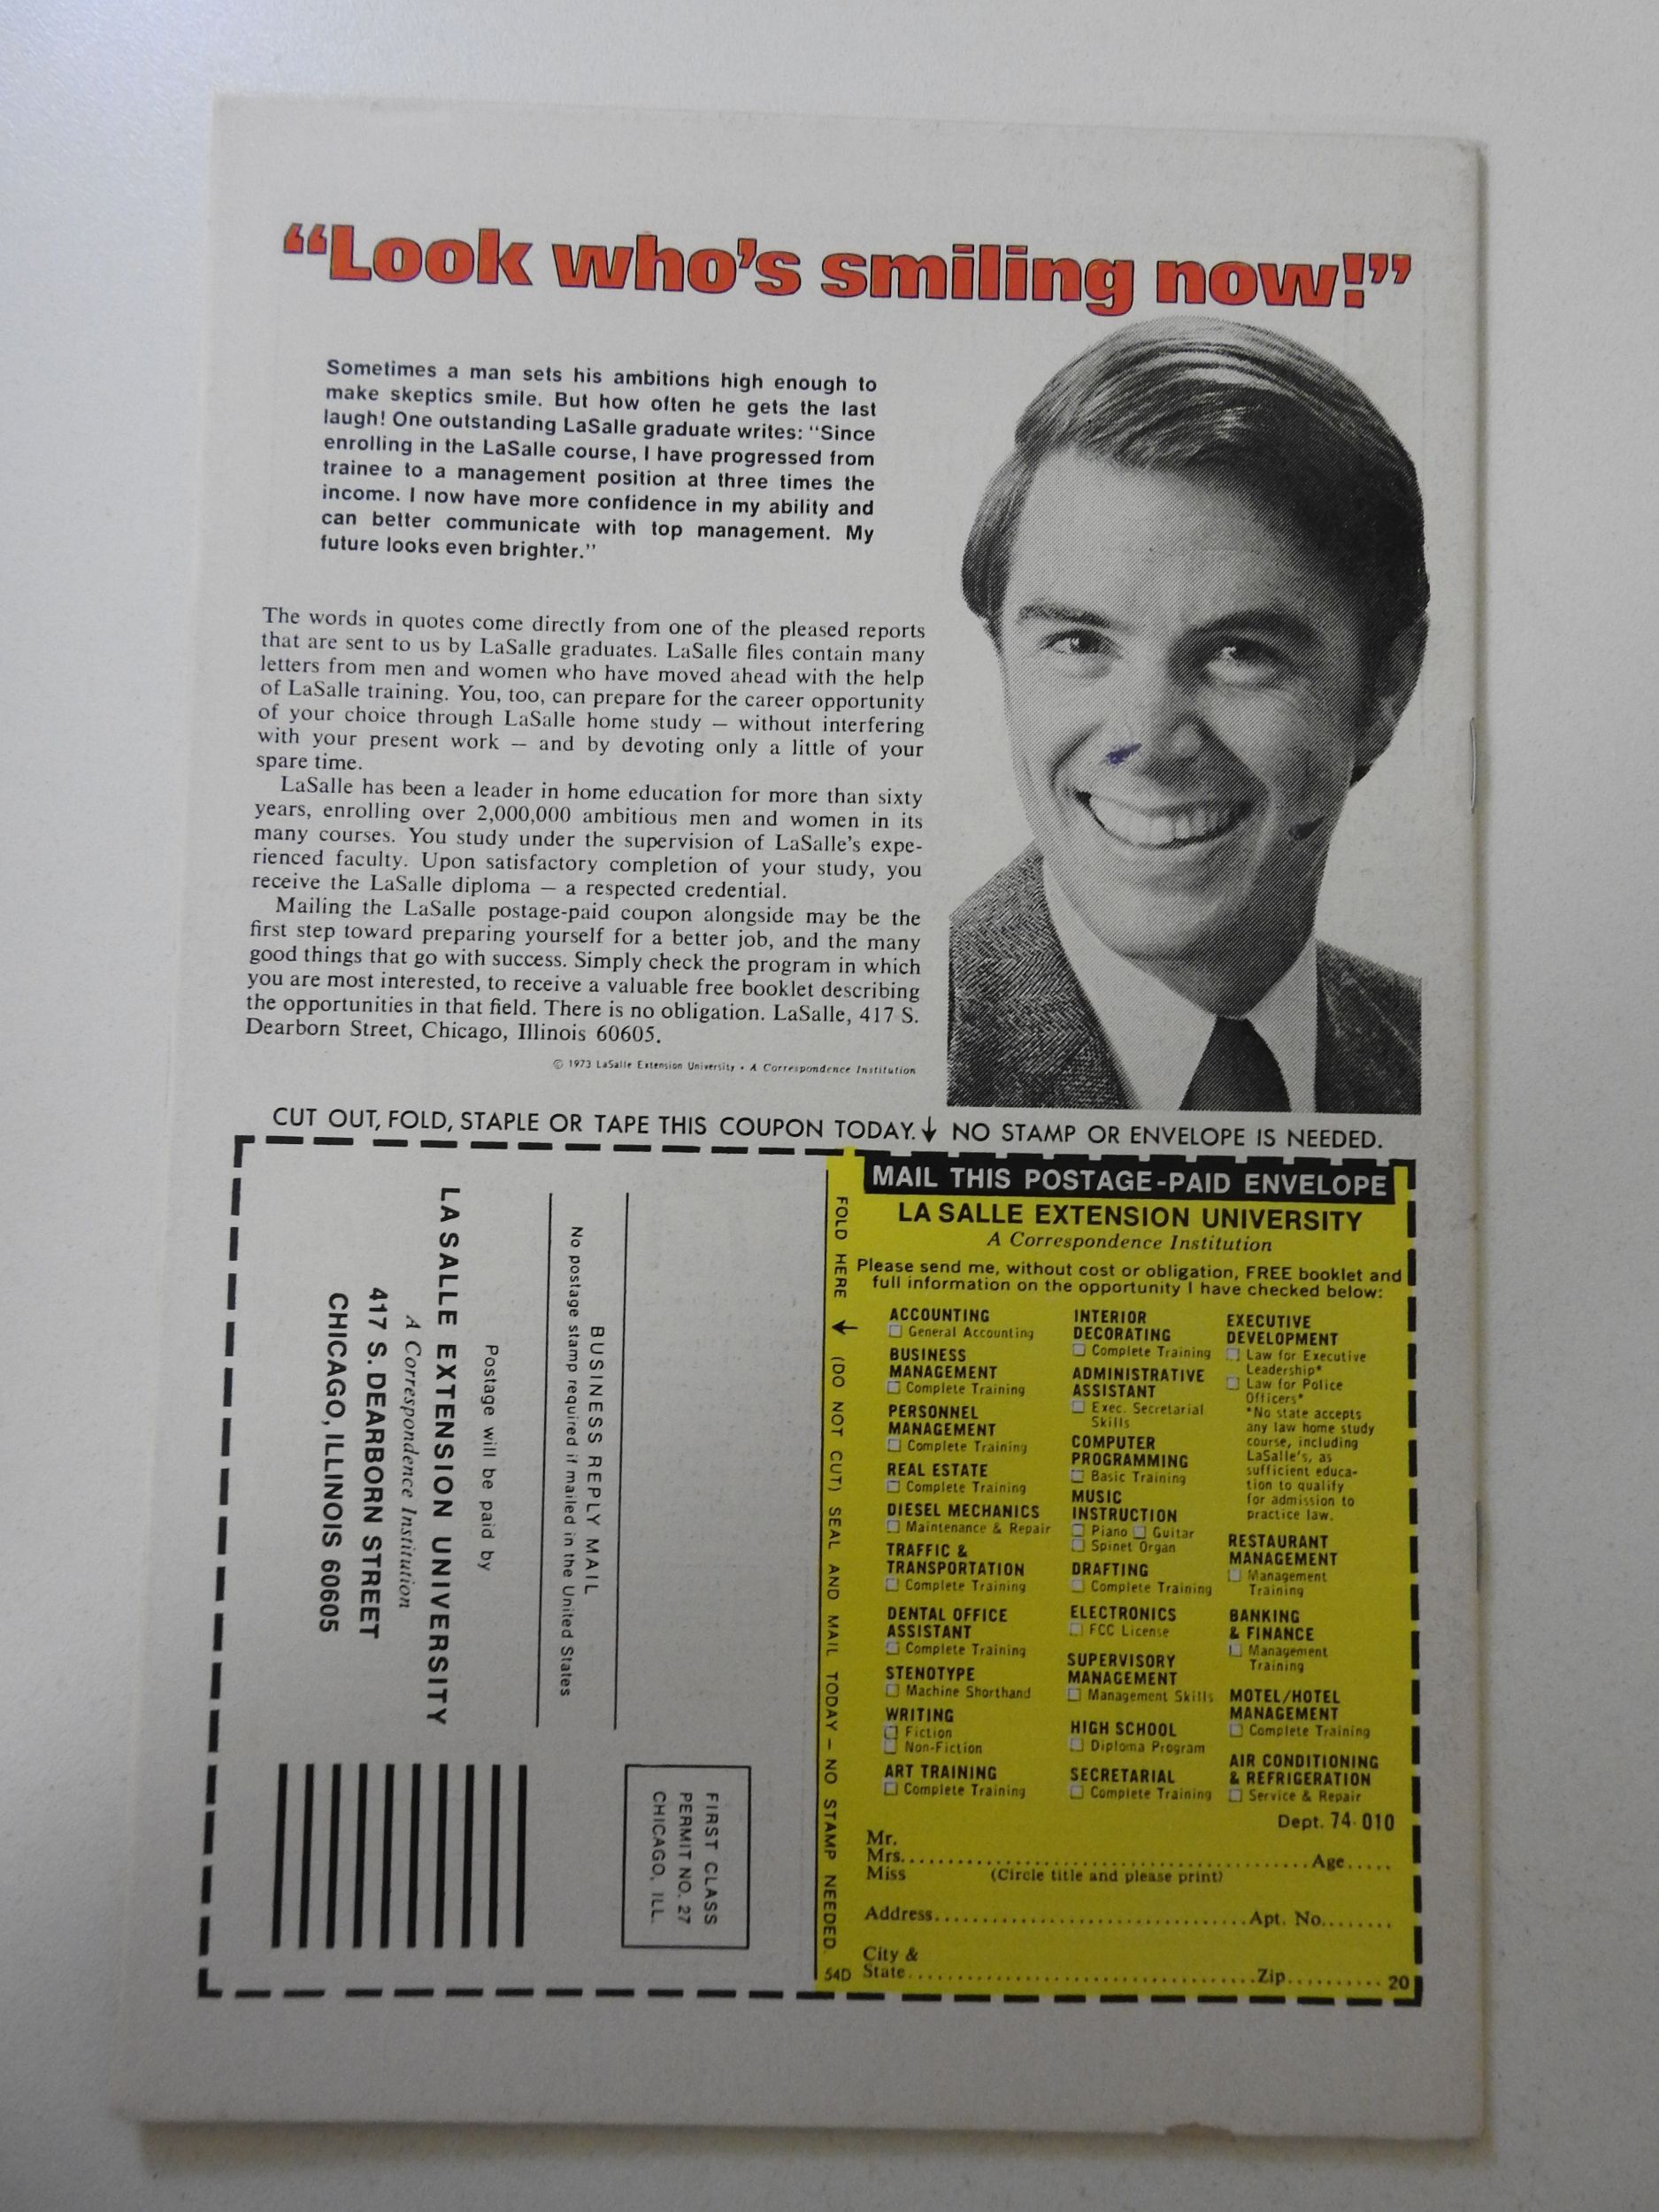 “Look who’s smiling now!”
Sometimes a man sets his ambitions high enough to
make skeptics smile. But how often he gets the last
laugh! One outstanding LaSalle graduate writes: “Since
enrolling in the LaSalle course, I have progressed from
trainee to a management position at three times the
income. I now have more confidence in my ability and
can better communicate with top management. My
future looks even brighter.”
The words in quotes come directly from one of the pleased reports
that are sent to us by LaSalle graduates. LaSalle files contain many
letters from men and women who have moved ahead with the help
of LaSalle training. You, too, can prepare for the career opportunity
of your choice through LaSalle home study — without interfering
with your present work — and by devoting only a little of your
spare time.
LaSalle has been a leader in home education for more than sixty
years, enrolling over 2,000,000 ambitious men and women in its
many courses. You study under the supervision of LaSalle’s expe-
rienced faculty. Upon satisfactory completion of your study, you
receive the LaSalle diploma — a respected credential.
Mailing the LaSalle postage-paid coupon alongside may be the
first step toward preparing yourself for a better job, and the many
good things that go with success. Simply check the program in which
you are most interested, to receive a valuable free booklet describing
the opportunities in that field. There is no obligation. LaSalle, 417 S.
Dearborn Street, Chicago, Illinois 60605.
© 1973 LaSalle Extension University • A Correspondence Institution
CUT OUT, FOLD, STAPLE OR TAPE THIS COUPON TODAY. ↓ NO STAMP OR ENVELOPE IS NEEDED.
FIRST CLASS
PERMIT NO. 27
CHICAGO, ILL.
BUSINESS REPLY MAIL
No postage stamp required if mailed in the United States
Postage will be paid by
LA SALLE EXTENSION UNIVERSITY
A Correspondence Institution
417 S. DEARBORN STREET
CHICAGO, ILLINOIS 60605
FOLD HERE ↓ (DO NOT CUT) SEAL AND MAIL TODAY — NO STAMP NEEDED.
54D
MAIL THIS POSTAGE-PAID ENVELOPE
LA SALLE EXTENSION UNIVERSITY
A Correspondence Institution
Please send me, without cost or obligation, FREE booklet and
full information on the opportunity I have checked below:
ACCOUNTING
☐ General Accounting
BUSINESS
MANAGEMENT
☐ Complete Training
PERSONNEL
MANAGEMENT
☐ Complete Training
REAL ESTATE
☐ Complete Training
DIESEL MECHANICS
☐ Maintenance & Repair
TRAFFIC &
TRANSPORTATION
☐ Complete Training
DENTAL OFFICE
ASSISTANT
☐ Complete Training
STENOTYPE
☐ Machine Shorthand
WRITING
☐ Fiction
☐ Non-Fiction
ART TRAINING
☐ Complete Training
INTERIOR
DECORATING
☐ Complete Training
ADMINISTRATIVE
ASSISTANT
☐ Exec. Secretarial
Skills
COMPUTER
PROGRAMMING
☐ Basic Training
MUSIC
INSTRUCTION
☐ Piano ☐ Guitar
☐ Spinet Organ
DRAFTING
☐ Complete Training
ELECTRONICS
☐ FCC License
SUPERVISORY
MANAGEMENT
☐ Management Skills
HIGH SCHOOL
☐ Diploma Program
SECRETARIAL
☐ Complete Training
EXECUTIVE
DEVELOPMENT
☐ Law for Executive
Leadership*
☐ Law for Police
Officers*
*No state accepts
any law home study
course, including
LaSalle’s, as
sufficient educa-
tion to qualify
for admission to
practice law.
RESTAURANT
MANAGEMENT
☐ Management
Training
BANKING
& FINANCE
☐ Management
Training
MOTEL/HOTEL
MANAGEMENT
☐ Complete Training
AIR CONDITIONING
& REFRIGERATION
☐ Service & Repair
Dept. 74-010
Mr.
Mrs. Age
Miss (Circle title and please print)
Address Apt. No.
City &
State Zip 20